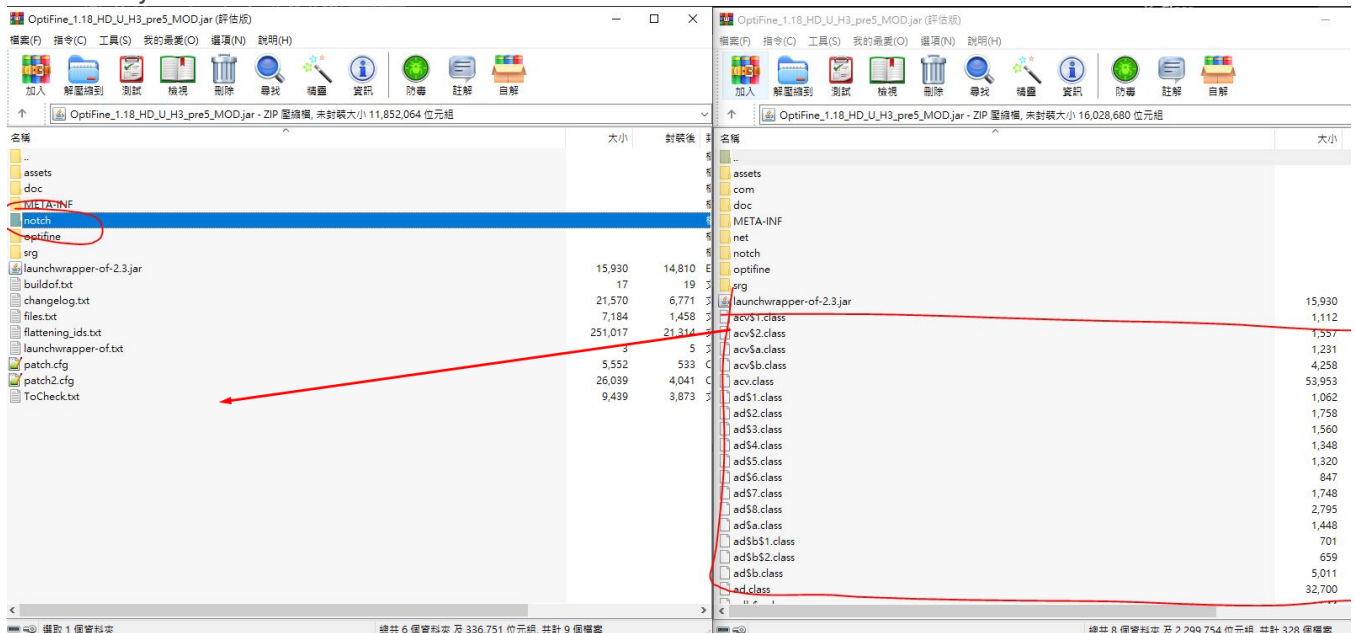 OptiFine_1.18_HD_U_H3_pre5_MOD.jar (評估版)
檔案(F) 指令(C) 工具(S) 我的最愛(O) 選項(N) 說明(H)
加入 解壓縮到 測試 檢視 刪除 尋找 精靈 資訊 防毒 註解 自解
OptiFine_1.18_HD_U_H3_pre5_MOD.jar - ZIP 壓縮檔, 未封裝大小 11,852,064 位元組
名稱 大小 封裝後
..
assets
doc
META-INF
notch
optifine
srg
launchwrapper-of-2.3.jar 15,930 14,810
buildof.txt 17 19
changelog.txt 21,570 6,771
files.txt 7,184 1,458
flattening_ids.txt 251,017 21,314
launchwrapper-of.txt 3 5
patch.cfg 5,552 533
patch2.cfg 26,039 4,041
ToCheck.txt 9,439 3,873
選取 1 個資料夾 總共 6 個資料夾 及 336,751 位元組, 共計 9 個檔案
OptiFine_1.18_HD_U_H3_pre5_MOD.jar (評估版)
檔案(F) 指令(C) 工具(S) 我的最愛(O) 選項(N) 說明(H)
加入 解壓縮到 測試 檢視 刪除 尋找 精靈 資訊 防毒 註解 自解
OptiFine_1.18_HD_U_H3_pre5_MOD.jar - ZIP 壓縮檔, 未封裝大小 16,028,680 位元組
名稱 大小
..
assets
com
doc
META-INF
net
notch
optifine
srg
launchwrapper-of-2.3.jar 15,930
acv$1.class 1,112
acv$2.class 1,557
acv$a.class 1,231
acv$b.class 4,258
acv.class 53,953
ad$1.class 1,062
ad$2.class 1,758
ad$3.class 1,560
ad$4.class 1,348
ad$5.class 1,320
ad$6.class 847
ad$7.class 1,748
ad$8.class 2,795
ad$a.class 1,448
ad$b$1.class 701
ad$b$2.class 659
ad$b.class 5,011
ad.class 32,700
總共 8 個資料夾 及 2,299,754 位元組, 共計 328 個檔案